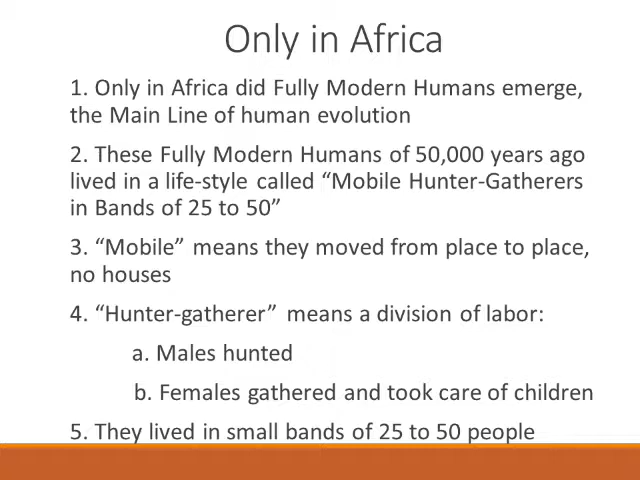 Only in Africa
1. Only in Africa did Fully Modern Humans emerge,
the Main Line of human evolution
2. These Fully Modern Humans of 50,000 years ago
lived in a life-style called “Mobile Hunter-Gatherers
in Bands of 25 to 50”
3. “Mobile” means they moved from place to place,
no houses
4. “Hunter-gatherer” means a division of labor:
a. Males hunted
b. Females gathered and took care of children
5. They lived in small bands of 25 to 50 people